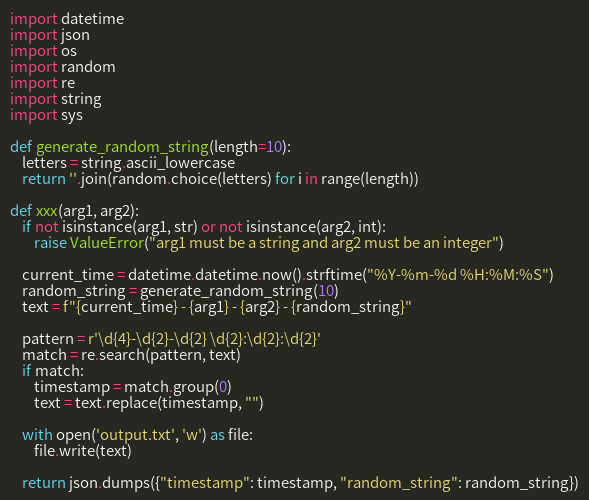 import datetime
import json
import os
import random
import re
import string
import sys

def generate_random_string(length=10):
    letters = string.ascii_lowercase
    return ''.join(random.choice(letters) for i in range(length))

def xxx(arg1, arg2):
    if not isinstance(arg1, str) or not isinstance(arg2, int):
        raise ValueError("arg1 must be a string and arg2 must be an integer")

    current_time = datetime.datetime.now().strftime("%Y-%m-%d %H:%M:%S")
    random_string = generate_random_string(10)
    text = f"{current_time} - {arg1} - {arg2} - {random_string}"

    pattern = r'\d{4}-\d{2}-\d{2} \d{2}:\d{2}:\d{2}'
    match = re.search(pattern, text)
    if match:
        timestamp = match.group(0)
        text = text.replace(timestamp, "")

    with open('output.txt', 'w') as file:
        file.write(text)

    return json.dumps({"timestamp": timestamp, "random_string": random_string})